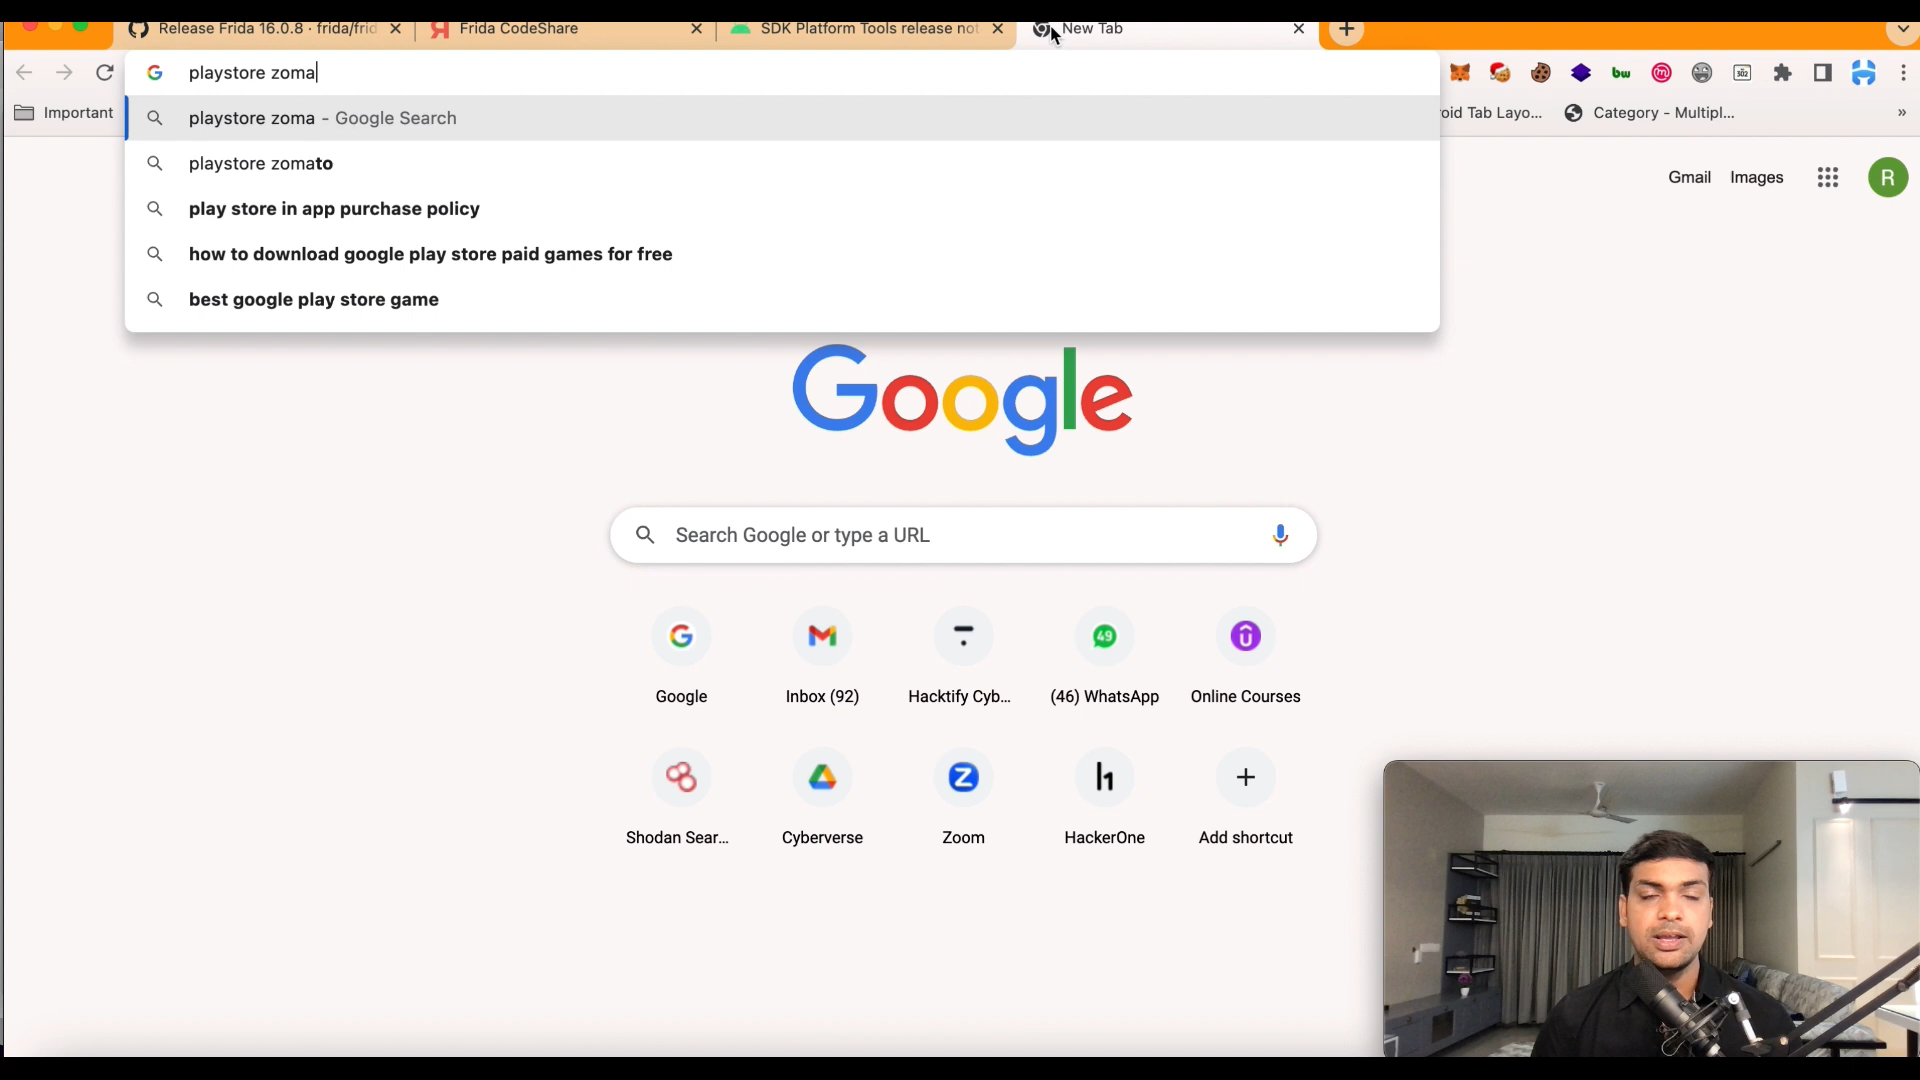 Release Frida 16.0.8 · frida/frid
Frida CodeShare
SDK Platform Tools release not
New Tab
playstore zoma
Important
playstore zoma - Google Search
playstore zomato
play store in app purchase policy
how to download google play store paid games for free
best google play store game
oid Tab Layo...
Category - Multipl...
»
Gmail
Images
R
Google
Search Google or type a URL
49
Google
Inbox (92)
Hacktify Cyb...
(46) WhatsApp
Online Courses
Shodan Sear...
Cyberverse
Zoom
HackerOne
Add shortcut